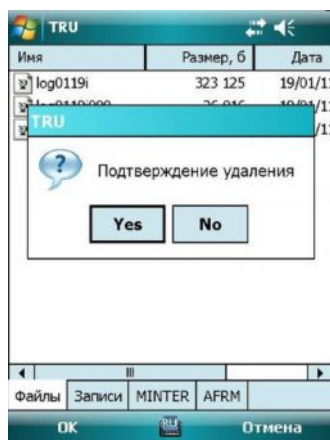 TRU
Имя Размер, б Дата
log0119i 323 125 19/01/1
TRU
Подтверждение удаления
Yes No
Файлы Записи MINTER AFRM
OK RU Отмена